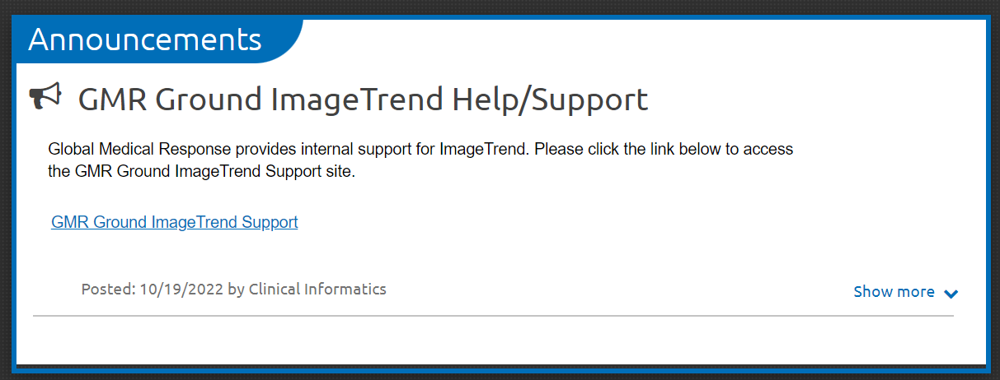 Announcements
GMR Ground ImageTrend Help/Support
Global Medical Response provides internal support for ImageTrend. Please click the link below to access
the GMR Ground ImageTrend Support site.
GMR Ground ImageTrend Support
Posted: 10/19/2022 by Clinical Informatics
Show more